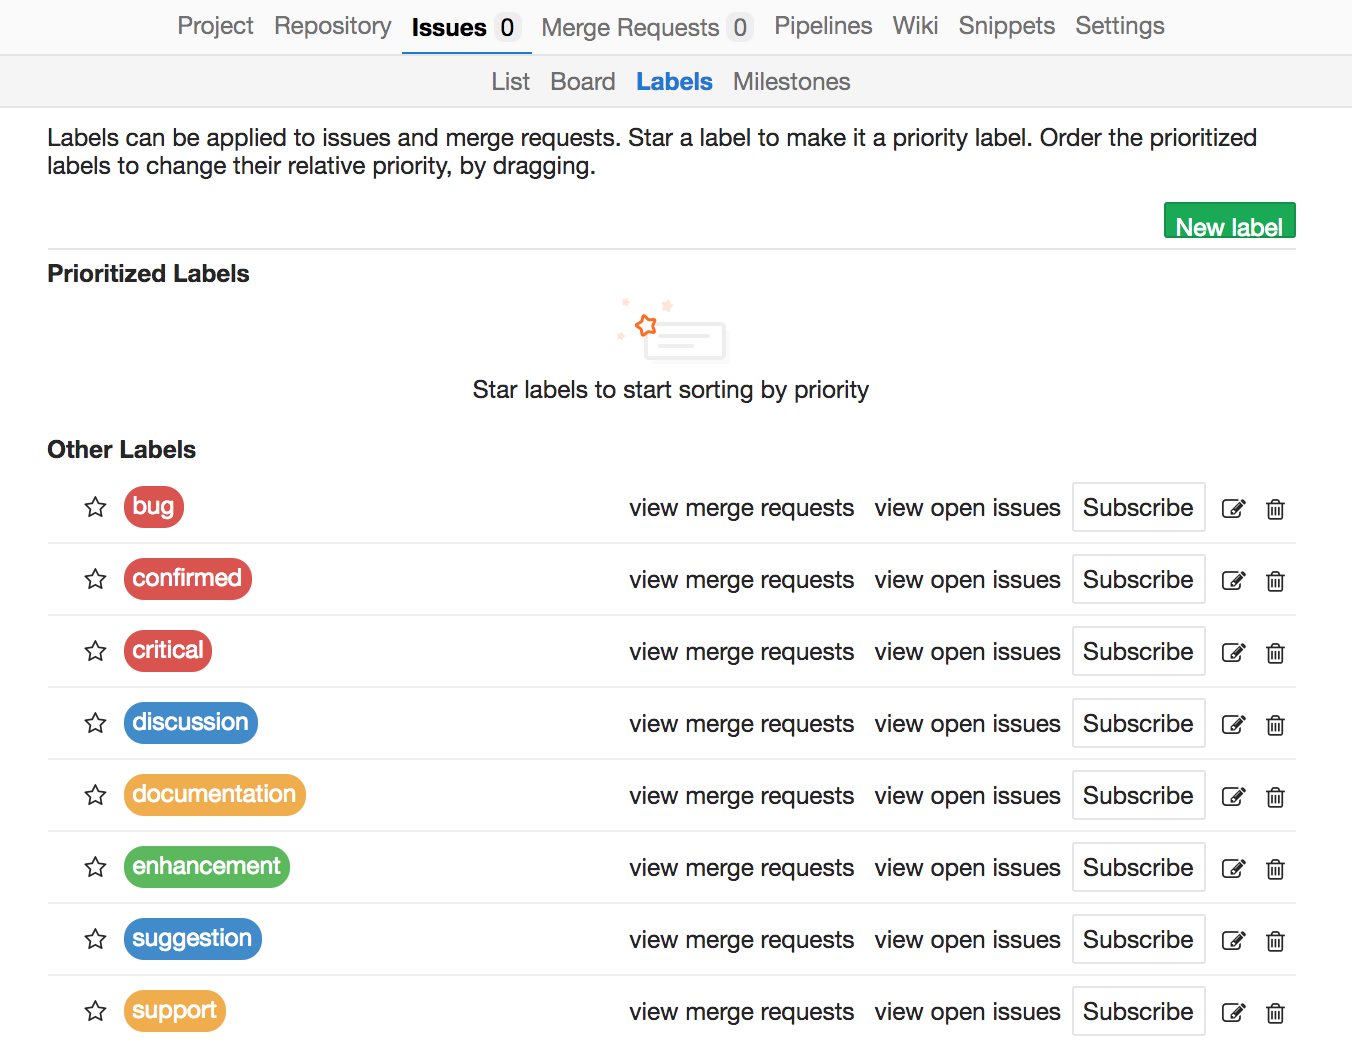 Project Repository Issues 0 Merge Requests 0 Pipelines Wiki Snippets Settings
List Board Labels Milestones
Labels can be applied to issues and merge requests. Star a label to make it a priority label. Order the prioritized
labels to change their relative priority, by dragging.
New label
Prioritized Labels
Star labels to start sorting by priority
Other Labels
bug view merge requests view open issues Subscribe
confirmed view merge requests view open issues Subscribe
critical view merge requests view open issues Subscribe
discussion view merge requests view open issues Subscribe
documentation view merge requests view open issues Subscribe
enhancement view merge requests view open issues Subscribe
suggestion view merge requests view open issues Subscribe
support view merge requests view open issues Subscribe